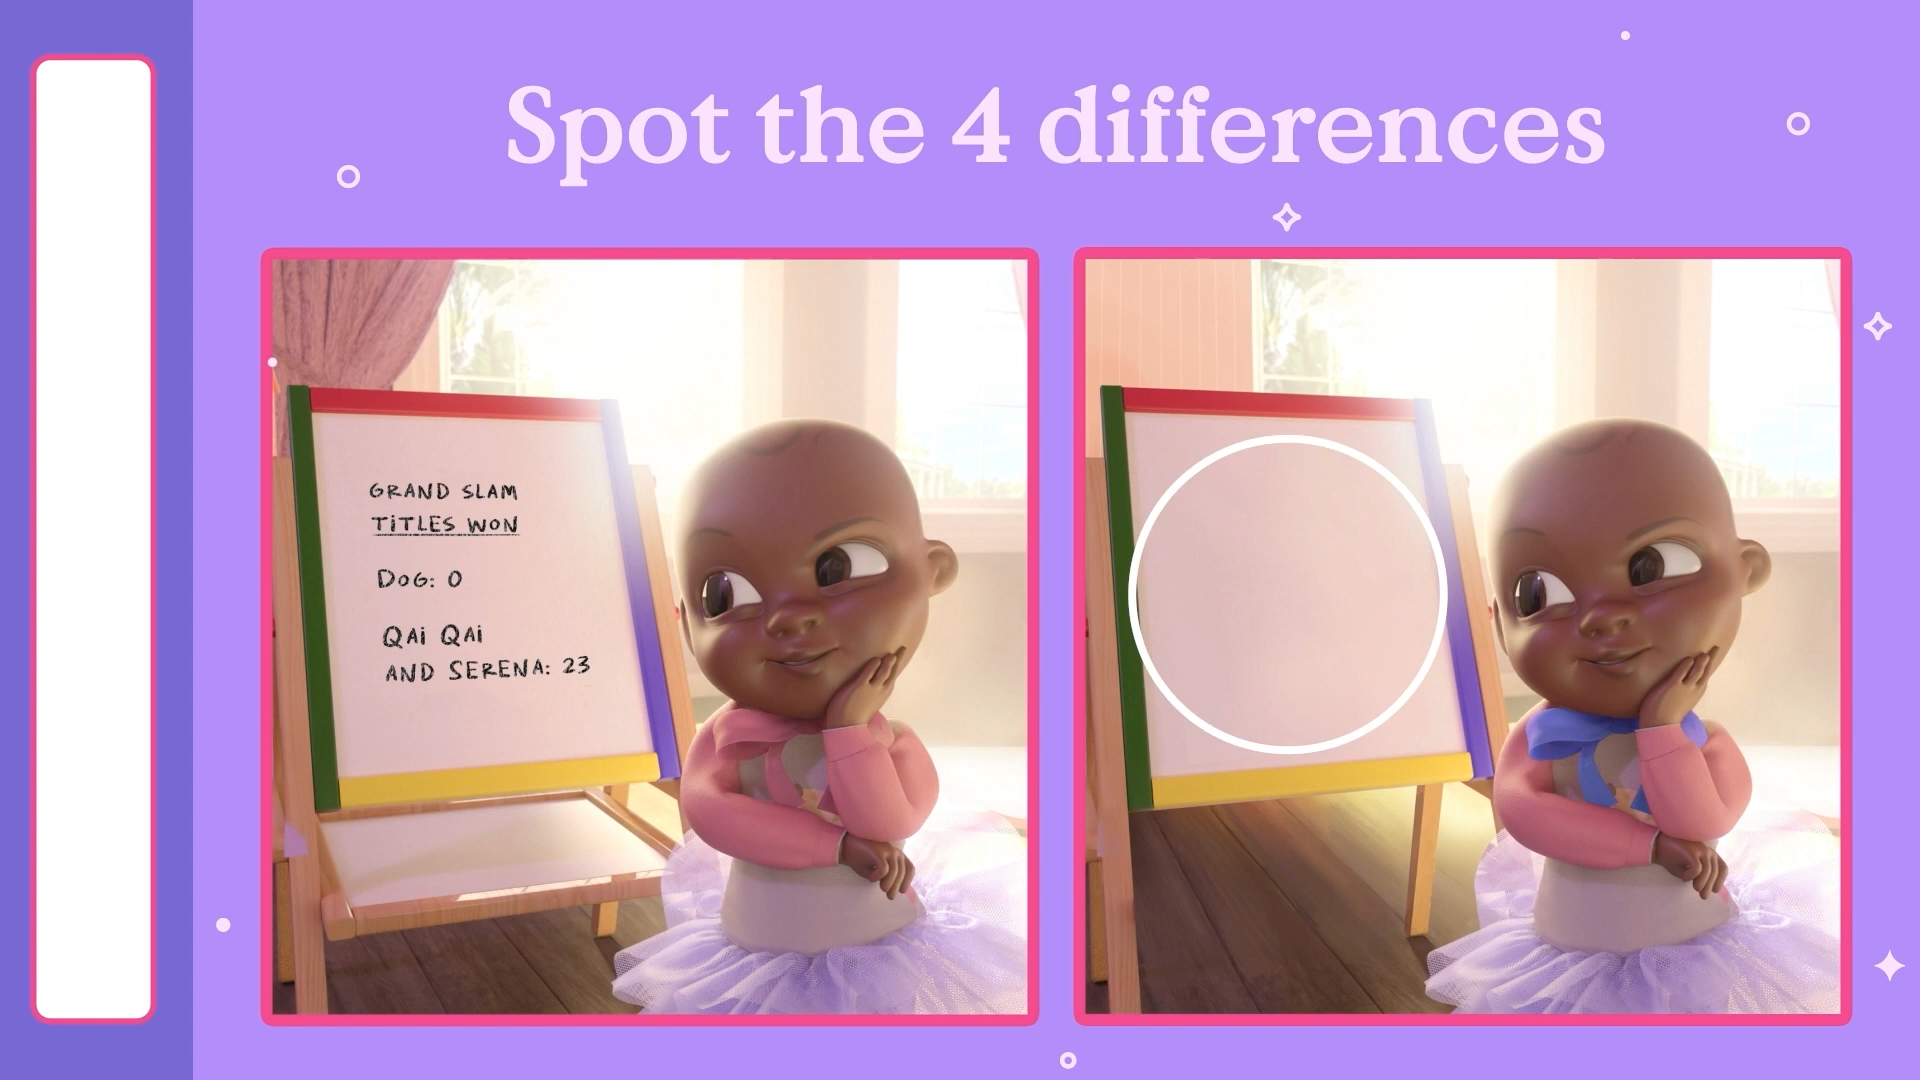 Spot the 4 differences
GRAND SLAM
TiTLES WON
DOG: 0
QAi QAi
AND SERENA: 23